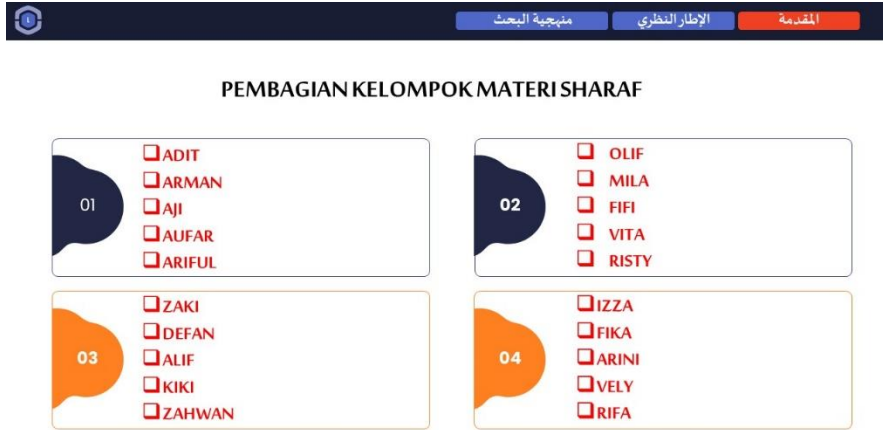 المقدمة
الإطار النظري
منهجية البحث
PEMBAGIAN KELOMPOK MATERI SHARAF
01
ADIT
ARMAN
AJI
AUFAR
ARIFUL
02
OLIF
MILA
FIFI
VITA
RISTY
03
ZAKI
DEFAN
ALIF
KIKI
ZAHWAN
04
IZZA
FIKA
ARINI
VELY
RIFA